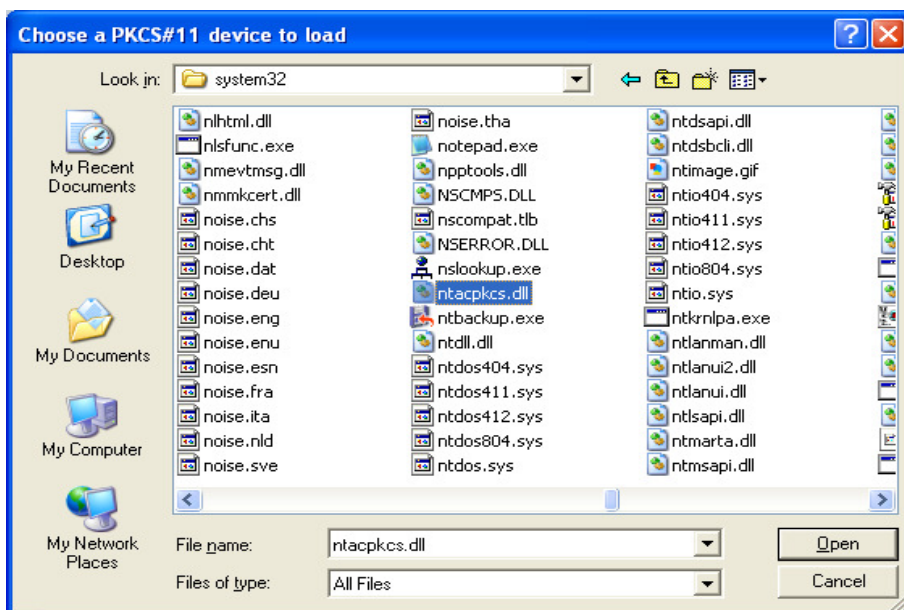 Choose a PKCS#11 device to load
Look in:
system32
My Recent
Documents
Desktop
My Documents
My Computer
My Network
Places
nlhtml.dll
nlsfunc.exe
nmevtmsg.dll
nmmkcert.dll
noise.chs
noise.cht
noise.dat
noise.deu
noise.eng
noise.enu
noise.esn
noise.fra
noise.ita
noise.nld
noise.sve
noise.tha
notepad.exe
npptools.dll
NSCMPS.DLL
nscompat.tlb
NSERROR.DLL
nslookup.exe
ntacpkcs.dll
ntbackup.exe
ntdll.dll
ntdos404.sys
ntdos411.sys
ntdos412.sys
ntdos804.sys
ntdos.sys
ntdsapi.dll
ntdsbcli.dll
ntimage.gif
ntio404.sys
ntio411.sys
ntio412.sys
ntio804.sys
ntio.sys
ntkrnlpa.exe
ntlanman.dll
ntlanui2.dll
ntlanui.dll
ntlsapi.dll
ntmarta.dll
ntmsapi.dll
File name:
ntacpkcs.dll
Open
Files of type:
All Files
Cancel